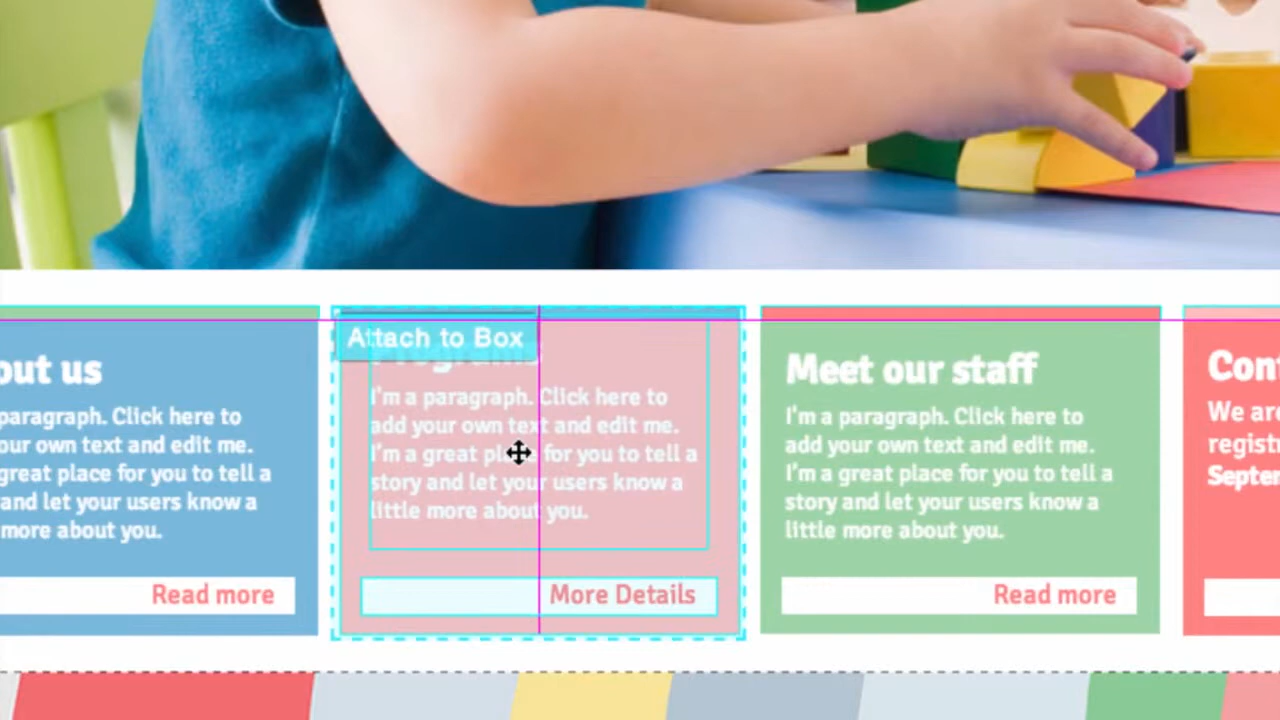 Attach to Box
out us
paragraph. Click here to
our own text and edit me.
great place for you to tell a
and let your users know a
more about you.
Read more
I'm a paragraph. Click here to
add your own text and edit me.
I'm a great place for you to tell a
story and let your users know a
little more about you.
More Details
Meet our staff
I'm a paragraph. Click here to
add your own text and edit me.
I'm a great place for you to tell a
story and let your users know a
little more about you.
Read more
Con
We are
registr
Septem